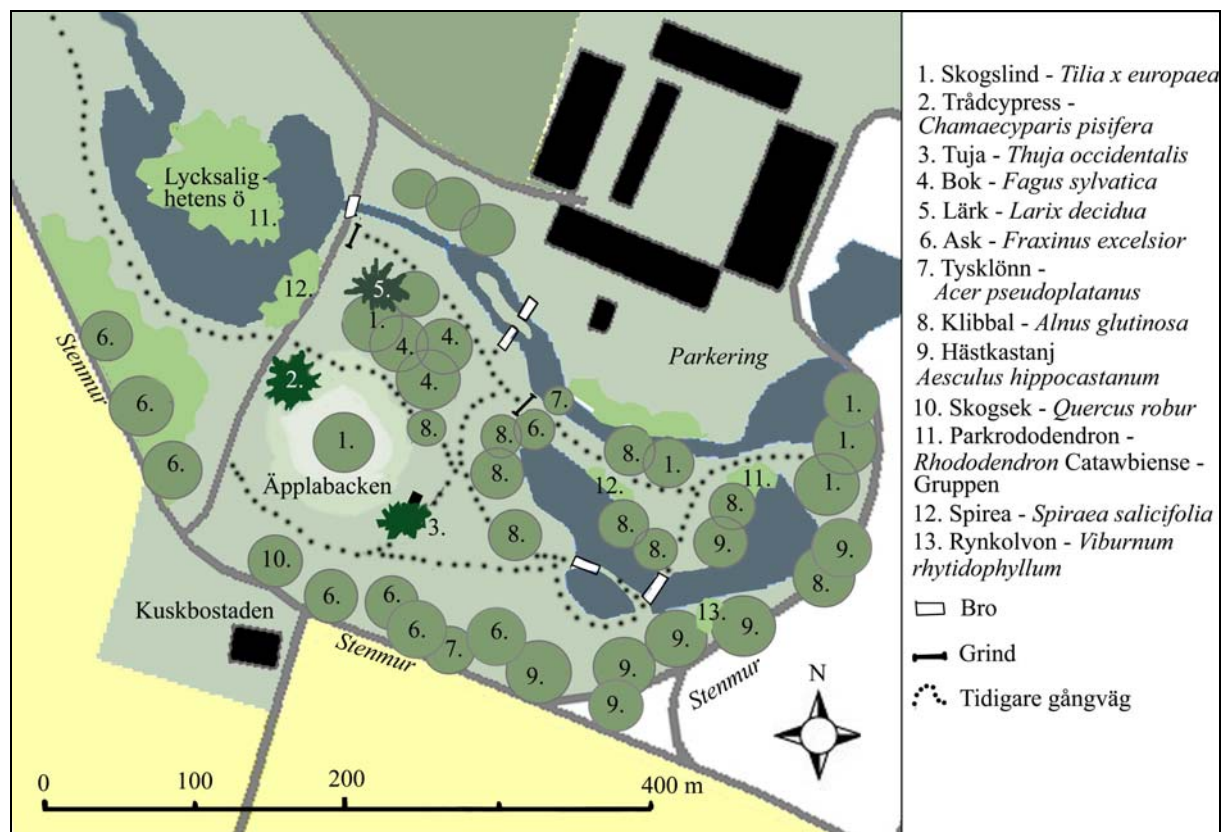 Lycksalig-
hetens ö
11.
12.
5.
1.
4.
4.
4.
2.
8.
1.
Äpplabacken
3.
6.
Stenmur
6.
6.
10.
Kuskbostaden
6.
6.
6.
Stenmur
7.
6.
9.
Parkering
7.
8.
6.
8.
8.
8.
1.
12.
8.
8.
11.
8.
9.
1.
1.
1.
9.
8.
13.
9.
9.
9.
9.
Stenmur
N
0
100
200
400 m
1. Skogslind - Tilia x europaea
2. Trådcypress -
Chamaecyparis pisifera
3. Tuja - Thuja occidentalis
4. Bok - Fagus sylvatica
5. Lärk - Larix decidua
6. Ask - Fraxinus excelsior
7. Tysklönn -
Acer pseudoplatanus
8. Klibbal - Alnus glutinosa
9. Hästkastanj
Aesculus hippocastanum
10. Skogsek - Quercus robur
11. Parkrododendron -
Rhododendron Catawbiense -
Gruppen
12. Spirea - Spiraea salicifolia
13. Rynkolvon - Viburnum
rhytidophyllum
Bro
Grind
Tidigare gångväg